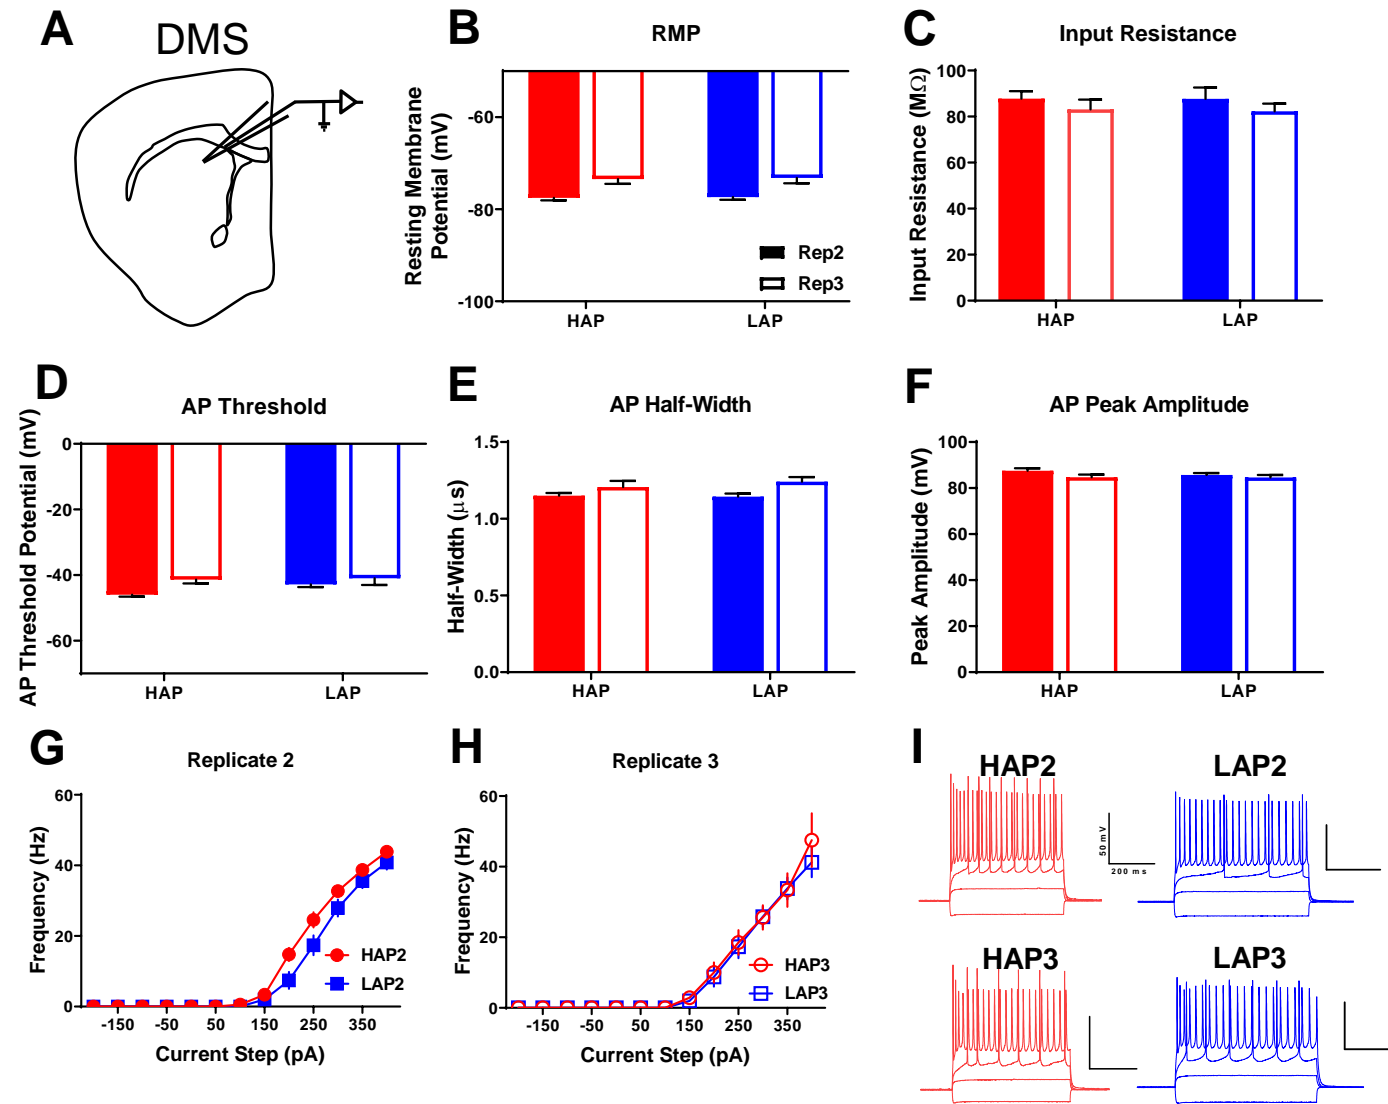 A
DMS
B
RMP
Resting Membrane
Potential (mV)
-60
-80
-100
HAP
LAP
Rep2
Rep3
C
Input Resistance
Input Resistance (MΩ)
100
80
60
40
20
0
HAP
LAP
D
AP Threshold
AP Threshold Potential (mV)
0
-20
-40
-60
HAP
LAP
E
AP Half-Width
Half-Width (μs)
1.5
1.0
0.5
0.0
HAP
LAP
F
AP Peak Amplitude
Peak Amplitude (mV)
100
80
60
40
20
0
HAP
LAP
G
Replicate 2
Frequency (Hz)
60
40
20
0
-150
-50
50
150
250
350
Current Step (pA)
HAP2
LAP2
H
Replicate 3
Frequency (Hz)
60
40
20
0
-150
-50
50
150
250
350
Current Step (pA)
HAP3
LAP3
I
HAP2
LAP2
50 mV
200 ms
HAP3
LAP3